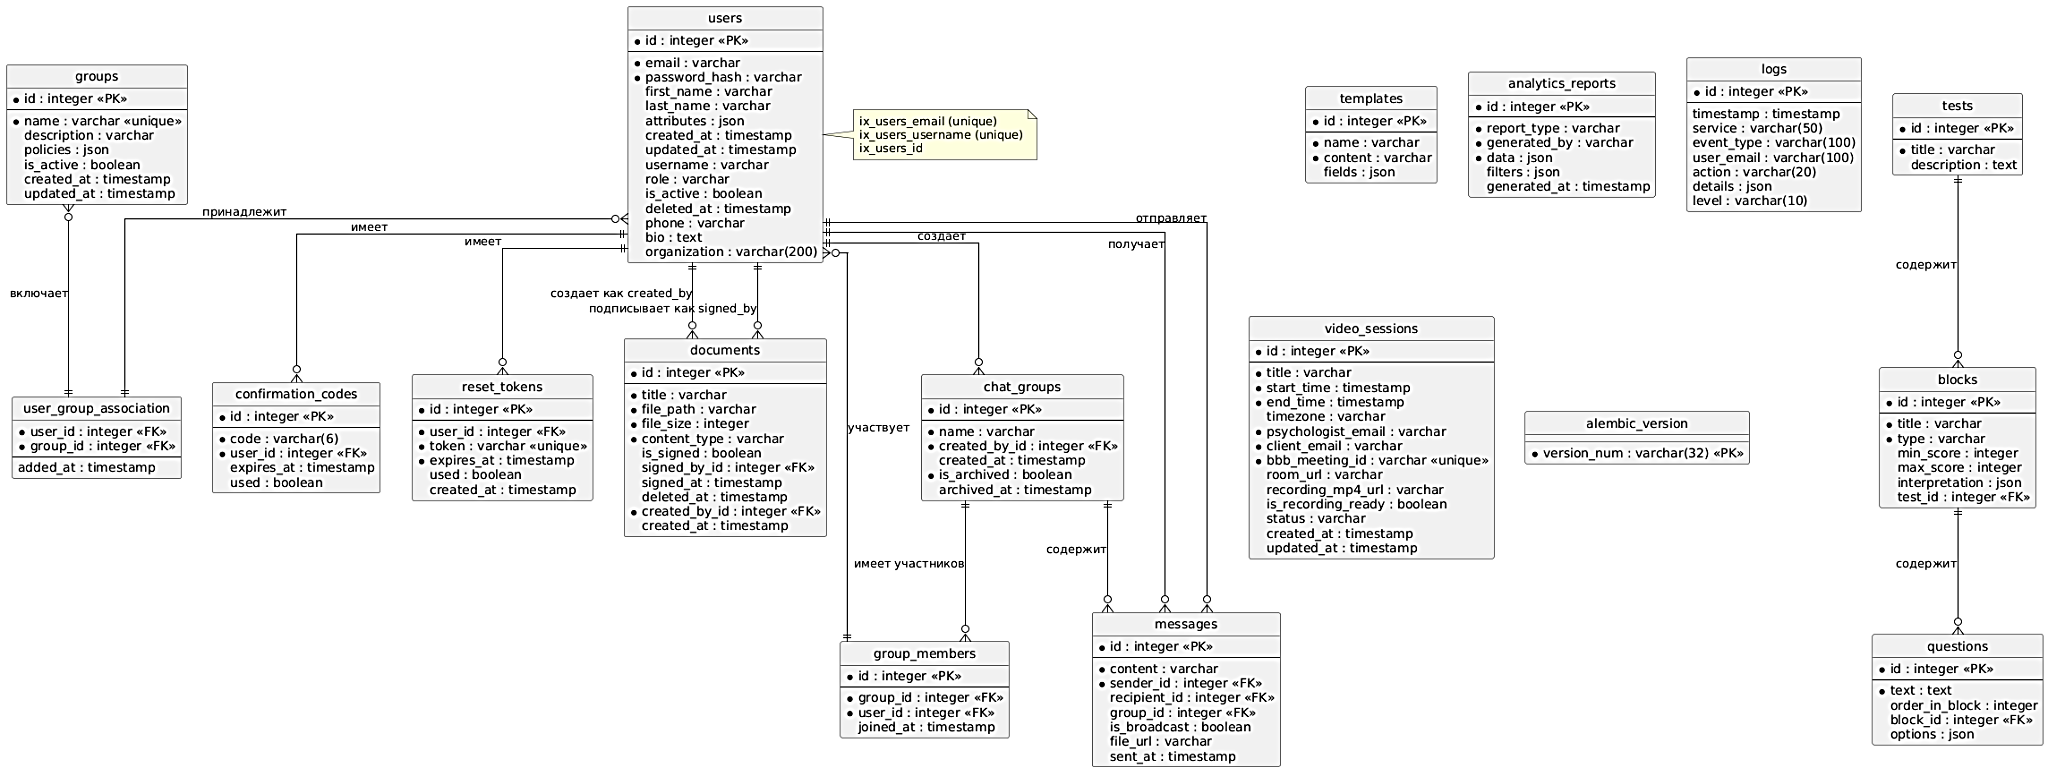 users
id : integer «PK»
email : varchar
password_hash : varchar
first_name : varchar
last_name : varchar
attributes : json
created_at : timestamp
updated_at : timestamp
username : varchar
role : varchar
is_active : boolean
deleted_at : timestamp
phone : varchar
bio : text
organization : varchar(200)
ix_users_email (unique)
ix_users_username (unique)
ix_users_id
groups
id : integer «PK»
name : varchar «unique»
description : varchar
policies : json
is_active : boolean
created_at : timestamp
updated_at : timestamp
templates
id : integer «PK»
name : varchar
content : varchar
fields : json
analytics_reports
id : integer «PK»
report_type : varchar
generated_by : varchar
data : json
filters : json
generated_at : timestamp
logs
id : integer «PK»
timestamp : timestamp
service : varchar(50)
event_type : varchar(100)
user_email : varchar(100)
action : varchar(20)
details : json
level : varchar(10)
tests
id : integer «PK»
title : varchar
description : text
принадлежит
имеет
имеет
создает
отправляет
получает
включает
создает как created_by
подписывает как signed_by
участвует
содержит
user_group_association
user_id : integer «FK»
group_id : integer «FK»
added_at : timestamp
confirmation_codes
id : integer «PK»
code : varchar(6)
user_id : integer «FK»
expires_at : timestamp
used : boolean
reset_tokens
id : integer «PK»
user_id : integer «FK»
token : varchar «unique»
expires_at : timestamp
used : boolean
created_at : timestamp
documents
id : integer «PK»
title : varchar
file_path : varchar
file_size : integer
content_type : varchar
is_signed : boolean
signed_by_id : integer «FK»
signed_at : timestamp
deleted_at : timestamp
created_by_id : integer «FK»
created_at : timestamp
chat_groups
id : integer «PK»
name : varchar
created_by_id : integer «FK»
created_at : timestamp
is_archived : boolean
archived_at : timestamp
video_sessions
id : integer «PK»
title : varchar
start_time : timestamp
end_time : timestamp
timezone : varchar
psychologist_email : varchar
client_email : varchar
bbb_meeting_id : varchar «unique»
room_url : varchar
recording_mp4_url : varchar
is_recording_ready : boolean
status : varchar
created_at : timestamp
updated_at : timestamp
alembic_version
version_num : varchar(32) «PK»
blocks
id : integer «PK»
title : varchar
type : varchar
min_score : integer
max_score : integer
interpretation : json
test_id : integer «FK»
имеет участников
содержит
содержит
group_members
id : integer «PK»
group_id : integer «FK»
user_id : integer «FK»
joined_at : timestamp
messages
id : integer «PK»
content : varchar
sender_id : integer «FK»
recipient_id : integer «FK»
group_id : integer «FK»
is_broadcast : boolean
file_url : varchar
sent_at : timestamp
questions
id : integer «PK»
text : text
order_in_block : integer
block_id : integer «FK»
options : json